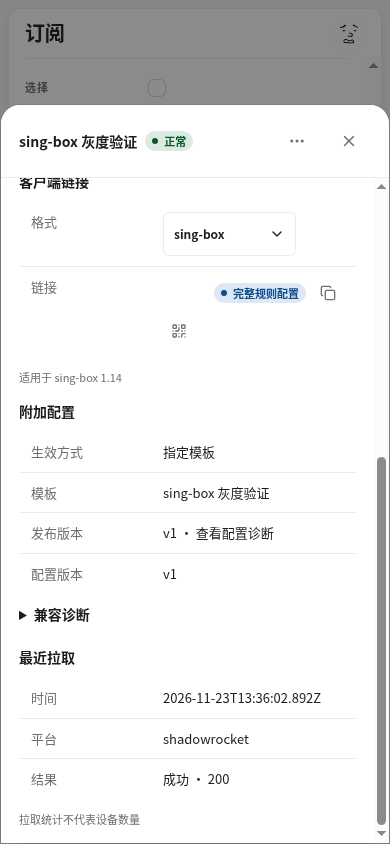 订阅
选择
sing-box 灰度验证 正常
客户端链接
格式 sing-box
链接 完整规则配置
适用于 sing-box 1.14
附加配置
生效方式 指定模板
模板 sing-box 灰度验证
发布版本 v1 · 查看配置诊断
配置版本 v1
兼容诊断
最近拉取
时间 2026-11-23T13:36:02.892Z
平台 shadowrocket
结果 成功 · 200
拉取统计不代表设备数量